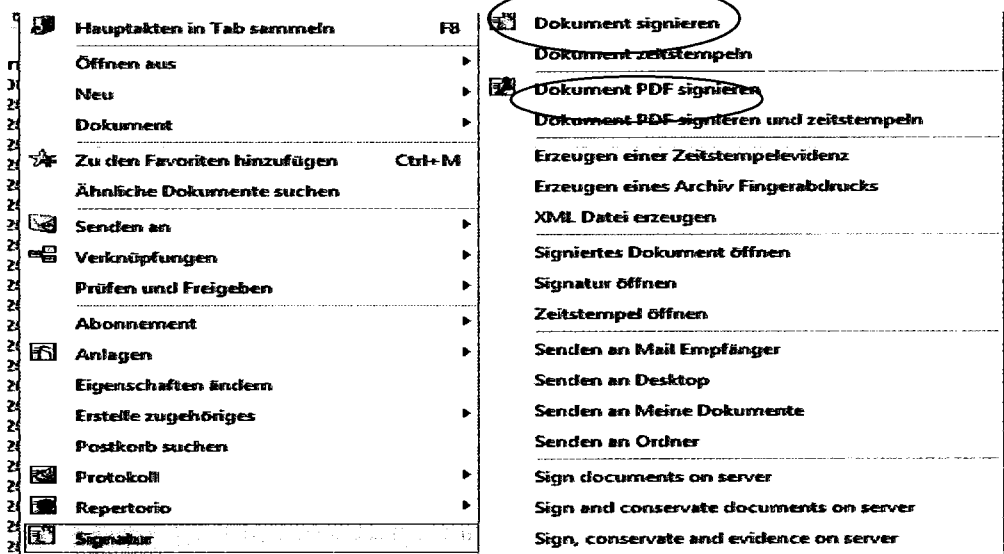 Hauptakten in Tab sammeln F8
Öffnen aus
Neu
Dokument
Zu den Favoriten hinzufügen Ctrl+M
Ähnliche Dokumente suchen
Senden an
Verknüpfungen
Prüfen und Freigeben
Abonnement
Anlagen
Eigenschaften ändern
Erstelle zugehöriges
Postkorb suchen
Protokoll
Repertorio
Signatur
Dokument signieren
Dokument zeitstempeln
Dokument PDF signieren
Dokument PDF signieren und zeitstempeln
Erzeugen einer Zeitstempelevidenz
Erzeugen eines Archiv Fingerabdrucks
XML Datei erzeugen
Signiertes Dokument öffnen
Signatur öffnen
Zeitstempel öffnen
Senden an Mail Empfänger
Senden an Desktop
Senden an Meine Dokumente
Senden an Ordner
Sign documents on server
Sign and conservate documents on server
Sign, conservate and evidence on server